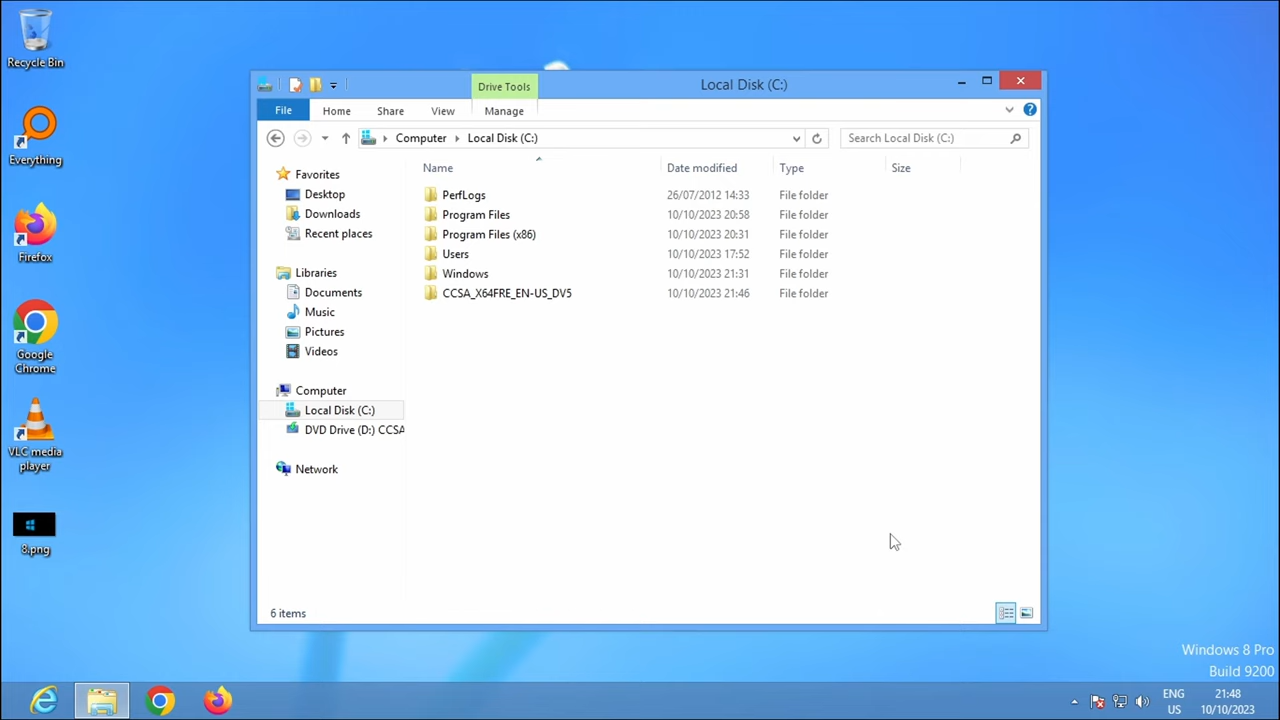 Recycle Bin
Everything
Firefox
Google
Chrome
VLC media
player
8.png
Drive Tools
Local Disk (C:)
File
Home
Share
View
Manage
Computer
Local Disk (C:)
Search Local Disk (C:)
Name
Date modified
Type
Size
Favorites
Desktop
Downloads
Recent places
Libraries
Documents
Music
Pictures
Videos
Computer
Local Disk (C:)
DVD Drive (D:) CCSA
Network
PerfLogs 26/07/2012 14:33 File folder
Program Files 10/10/2023 20:58 File folder
Program Files (x86) 10/10/2023 20:31 File folder
Users 10/10/2023 17:52 File folder
Windows 10/10/2023 21:31 File folder
CCSA_X64FRE_EN-US_DV5 10/10/2023 21:46 File folder
6 items
Windows 8 Pro
Build 9200
ENG
US
21:48
10/10/2023